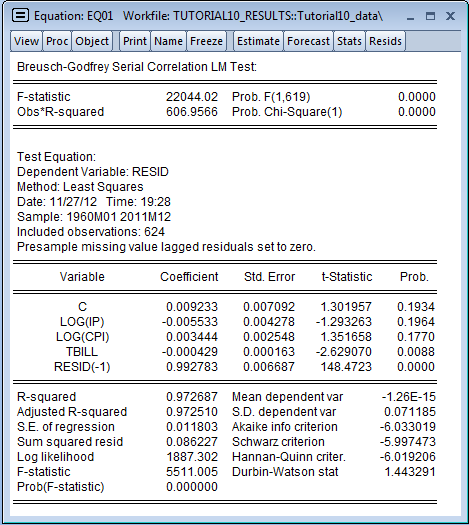 Equation: EQ01 Workfile: TUTORIAL10_RESULTS::Tutorial10_data\
View Proc Object Print Name Freeze Estimate Forecast Stats Resids
Breusch-Godfrey Serial Correlation LM Test:
F-statistic 22044.02 Prob. F(1,619) 0.0000
Obs*R-squared 606.9566 Prob. Chi-Square(1) 0.0000
Test Equation:
Dependent Variable: RESID
Method: Least Squares
Date: 11/27/12 Time: 19:28
Sample: 1960M01 2011M12
Included observations: 624
Presample missing value lagged residuals set to zero.
Variable Coefficient Std. Error t-Statistic Prob.
C 0.009233 0.007092 1.301957 0.1934
LOG(IP) -0.005533 0.004278 -1.293263 0.1964
LOG(CPI) 0.003444 0.002548 1.351658 0.1770
TBILL -0.000429 0.000163 -2.629070 0.0088
RESID(-1) 0.992783 0.006687 148.4723 0.0000
R-squared 0.972687 Mean dependent var -1.26E-15
Adjusted R-squared 0.972510 S.D. dependent var 0.071185
S.E. of regression 0.011803 Akaike info criterion -6.033019
Sum squared resid 0.086227 Schwarz criterion -5.997473
Log likelihood 1887.302 Hannan-Quinn criter. -6.019206
F-statistic 5511.005 Durbin-Watson stat 1.443291
Prob(F-statistic) 0.000000